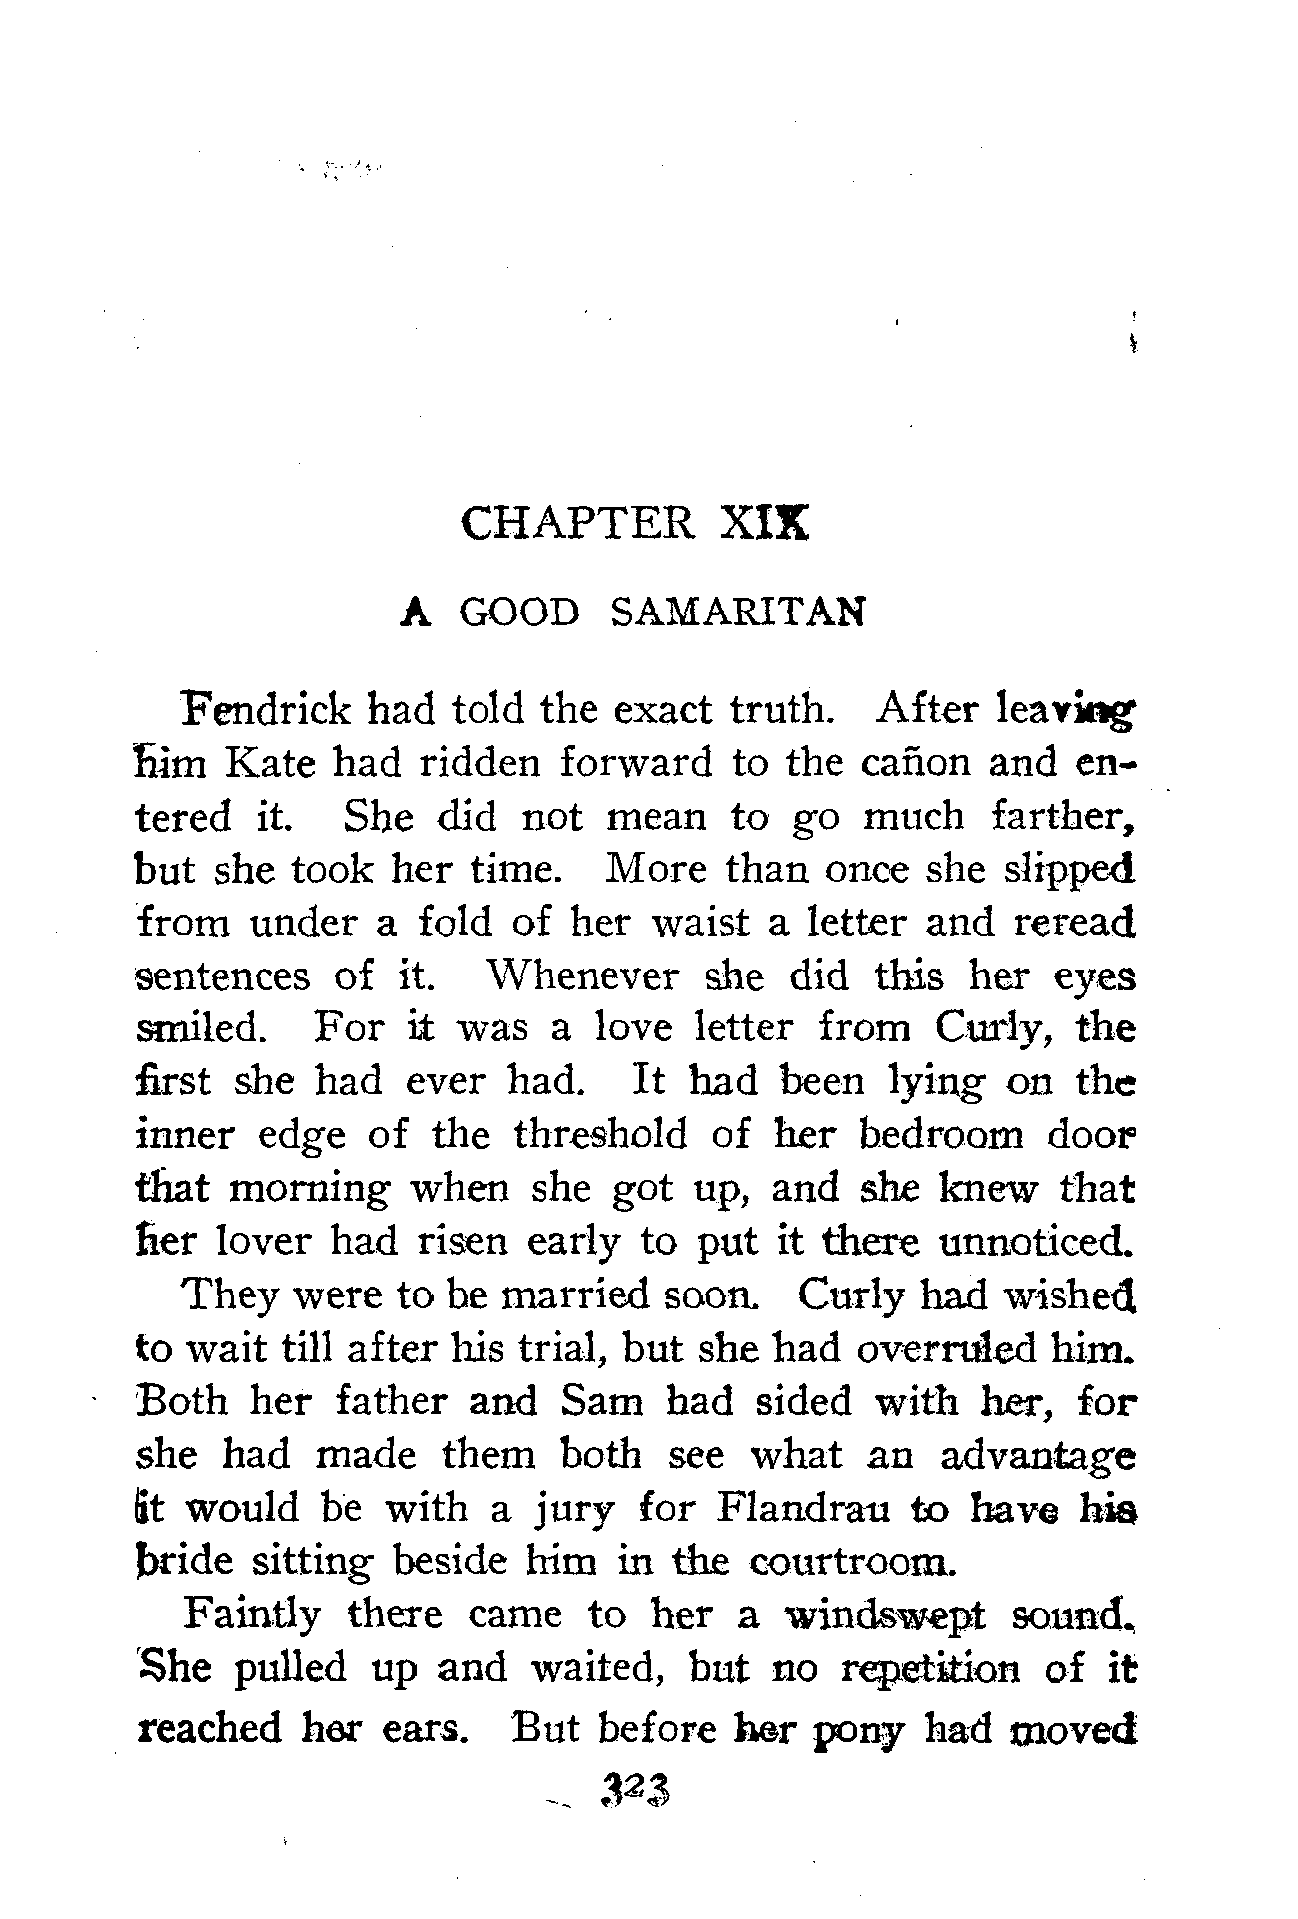 CHAPTER XIX
A GOOD SAMARITAN
Fendrick had told the exact truth. After leaving
him Kate had ridden forward to the cañon and en-
tered it. She did not mean to go much farther,
but she took her time. More than once she slipped
from under a fold of her waist a letter and reread
sentences of it. Whenever she did this her eyes
smiled. For it was a love letter from Curly, the
first she had ever had. It had been lying on the
inner edge of the threshold of her bedroom door
that morning when she got up, and she knew that
her lover had risen early to put it there unnoticed.
They were to be married soon. Curly had wished
to wait till after his trial, but she had overruled him.
Both her father and Sam had sided with her, for
she had made them both see what an advantage
it would be with a jury for Flandrau to have his
bride sitting beside him in the courtroom.
Faintly there came to her a windswept sound.
She pulled up and waited, but no repetition of it
reached her ears. But before her pony had moved
323